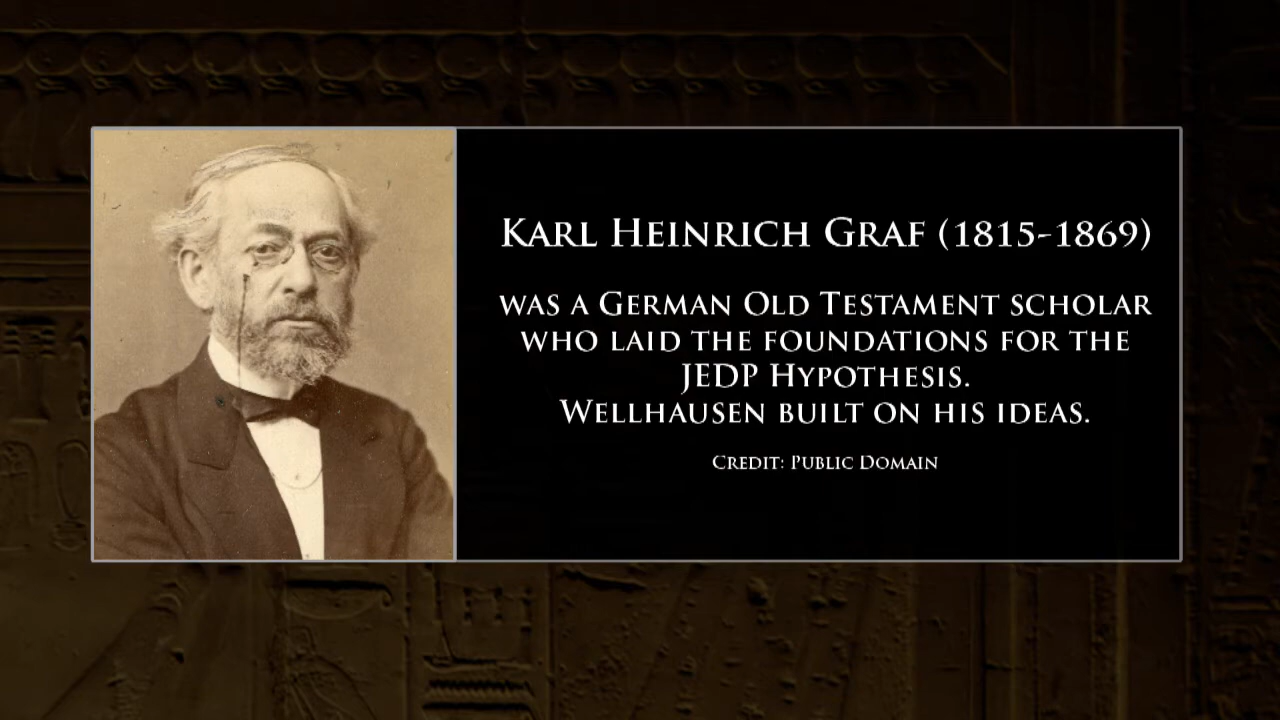 Karl Heinrich Graf (1815-1869)
was a German Old Testament scholar
who laid the foundations for the
JEDP Hypothesis.
Wellhausen built on his ideas.
Credit: Public Domain